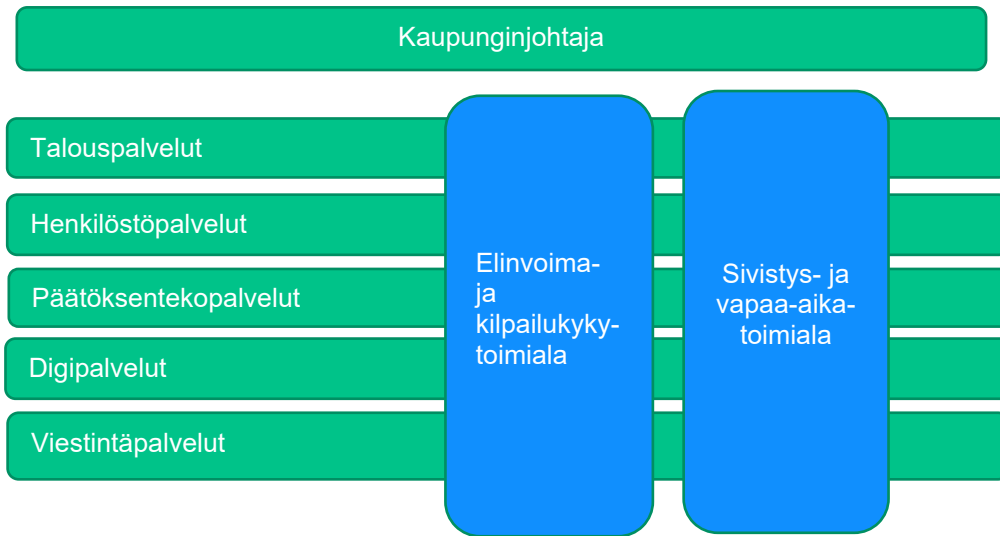 Kaupunginjohtaja
Talouspalvelut
Henkilöstöpalvelut
Päätöksentekopalvelut
Digipalvelut
Viestintäpalvelut
Elinvoima-
ja
kilpailukyky-
toimiala
Sivistys- ja
vapaa-aika-
toimiala